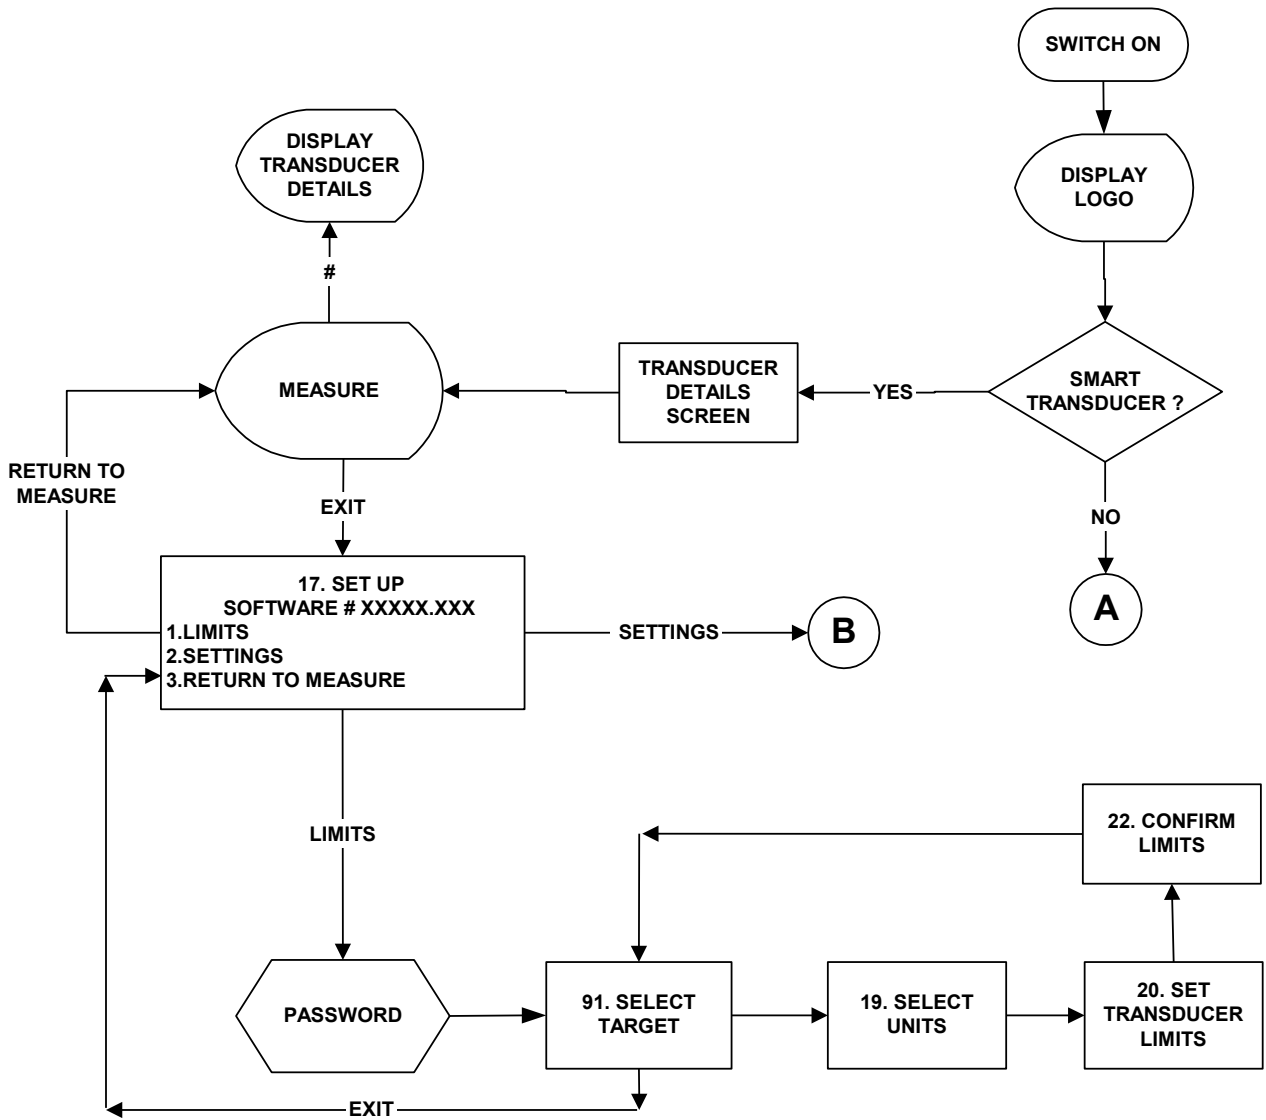 SWITCH ON
DISPLAY
TRANSDUCER
DETAILS
DISPLAY
LOGO
#
MEASURE
TRANSDUCER
DETAILS
SCREEN
YES
SMART
TRANSDUCER ?
RETURN TO
MEASURE
EXIT
NO
17. SET UP
SOFTWARE # XXXXX.XXX
1.LIMITS
2.SETTINGS
3.RETURN TO MEASURE
SETTINGS
B
A
LIMITS
22. CONFIRM
LIMITS
PASSWORD
91. SELECT
TARGET
19. SELECT
UNITS
20. SET
TRANSDUCER
LIMITS
EXIT